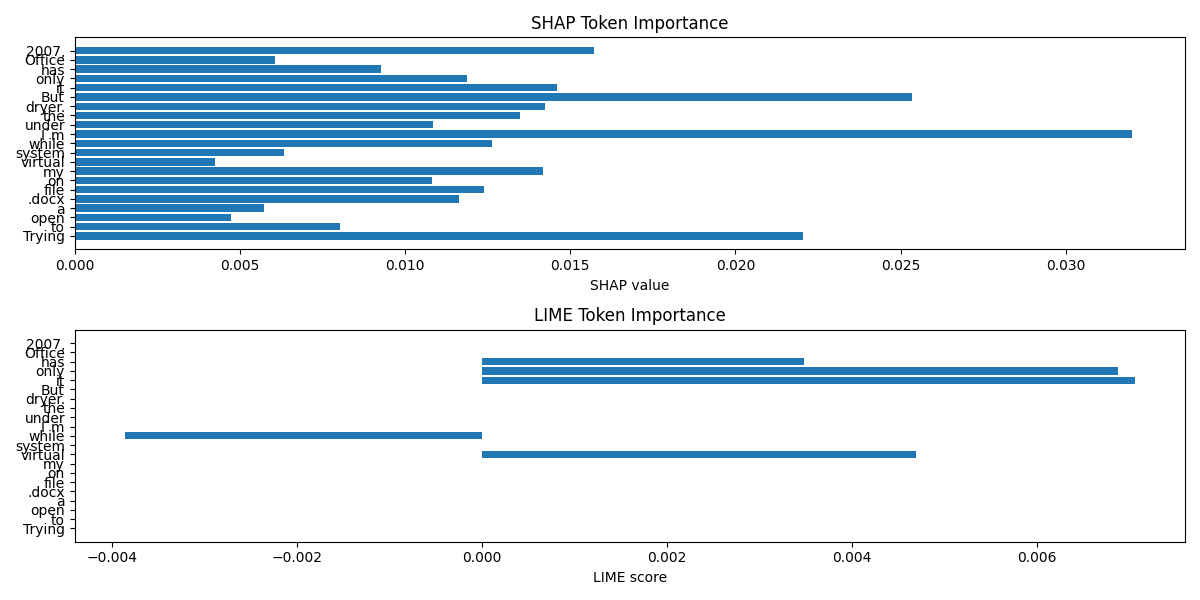 SHAP Token Importance
2007,
Office
has
only
it
But
dryer.
the
under
I'm
while
system
virtual
my
on
file
.docx
a
open
to
Trying
0.000 0.005 0.010 0.015 0.020 0.025 0.030
SHAP value
LIME Token Importance
2007,
Office
has
only
it
But
dryer.
the
under
I'm
while
system
virtual
my
on
file
.docx
a
open
to
Trying
−0.004 −0.002 0.000 0.002 0.004 0.006
LIME score